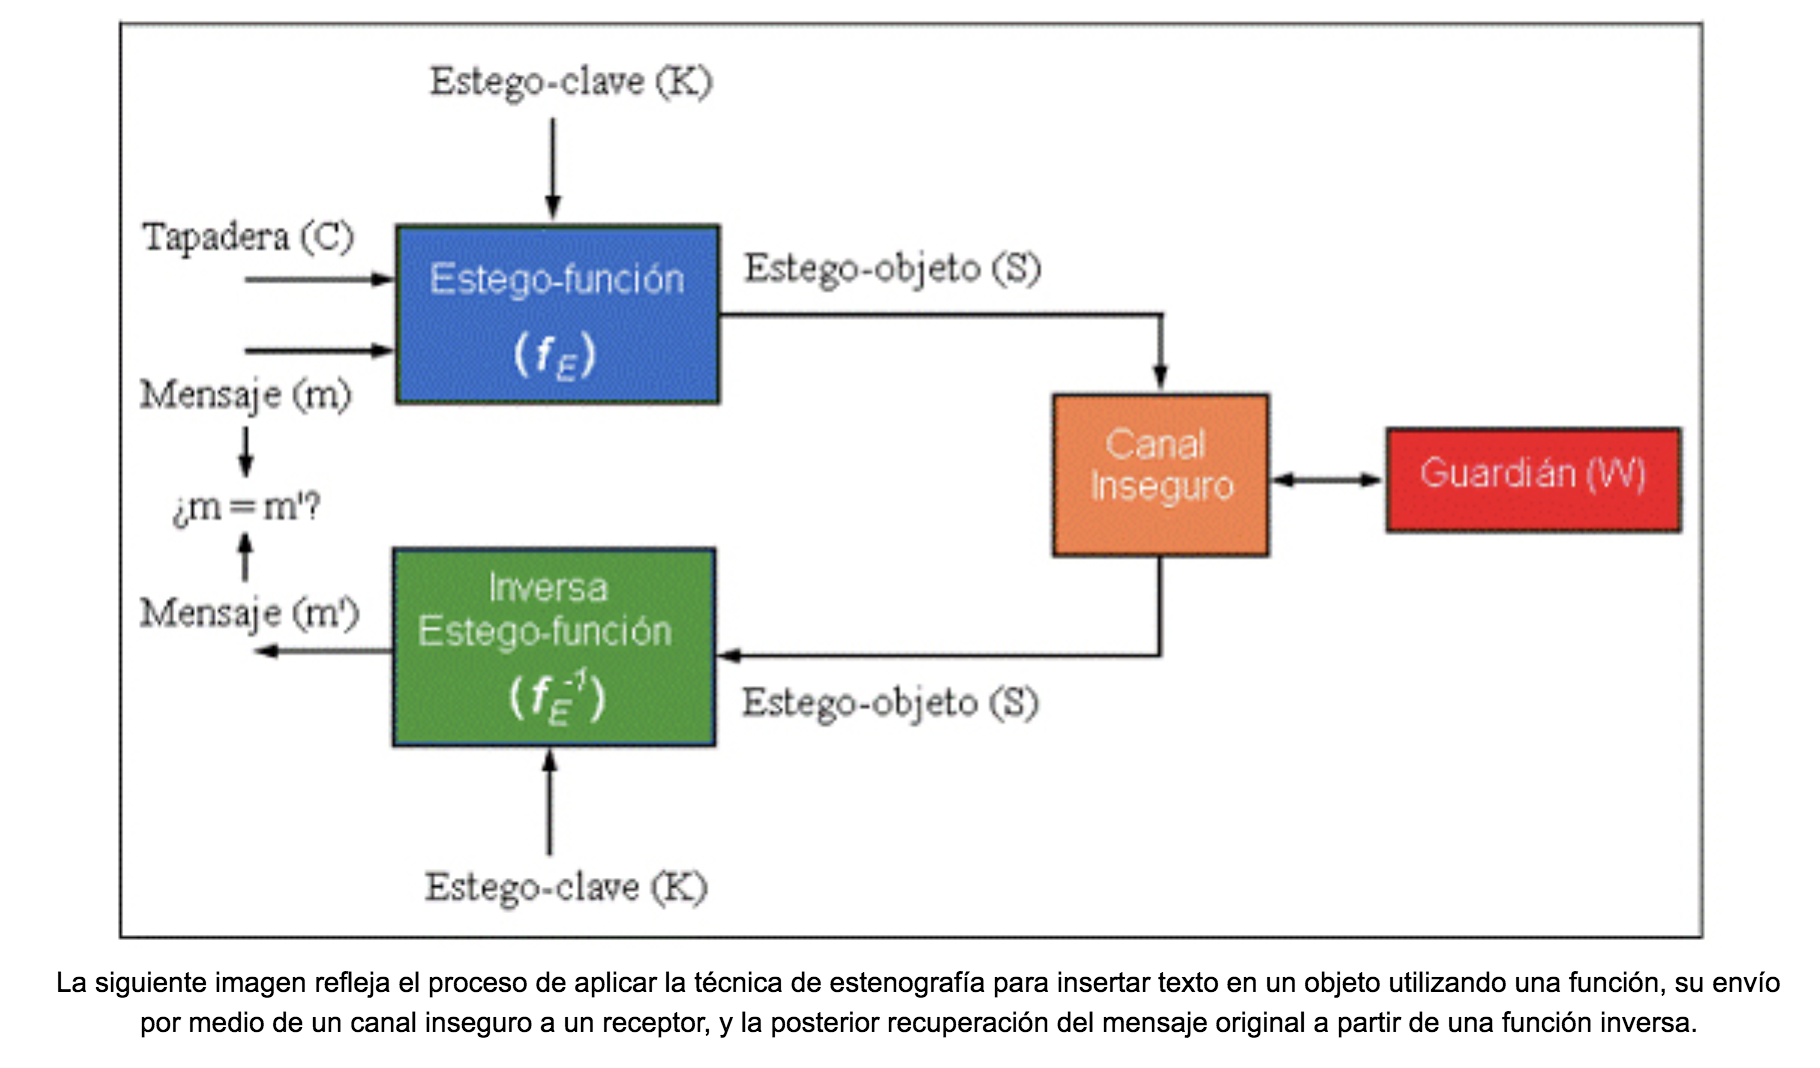 Estego-clave (K)
Tapadera (C)
Estego-función
(fE)
Estego-objeto (S)
Mensaje (m)
Canal
Inseguro
Guardián (W)
¿m = m'?
Inversa
Estego-función
(fE-1)
Mensaje (m')
Estego-objeto (S)
Estego-clave (K)
La siguiente imagen refleja el proceso de aplicar la técnica de estenografía para insertar texto en un objeto utilizando una función, su envío
por medio de un canal inseguro a un receptor, y la posterior recuperación del mensaje original a partir de una función inversa.